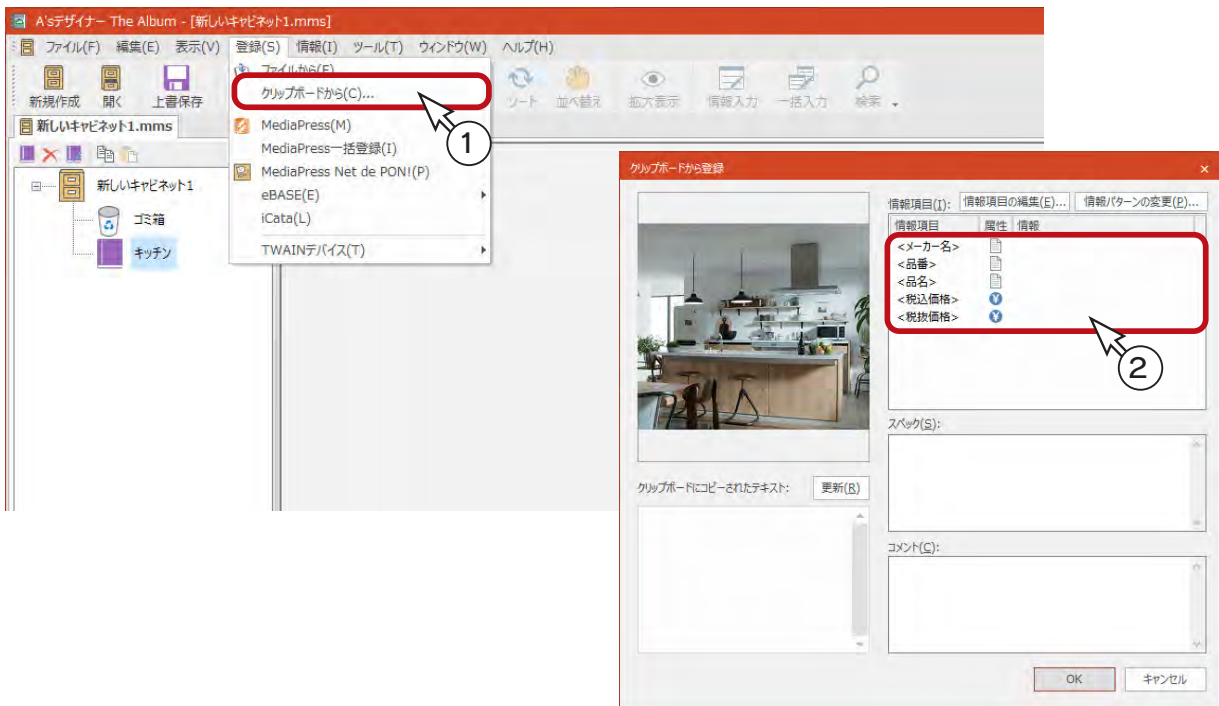 A'sデザイナー The Album - [新しいキャビネット1.mms]
ファイル(F) 編集(E) 表示(V) 登録(S) 情報(I) ツール(T) ウィンドウ(W) ヘルプ(H)
新規作成 開く 上書保存 ソート 並べ替え 拡大表示 情報入力 一括入力 検索
ファイルから(F)...
クリップボードから(C)...
MediaPress(M)
MediaPress一括登録(I)
MediaPress Net de PON!(P)
eBASE(E)
iCata(L)
TWAINデバイス(T)
1
新しいキャビネット1.mms
新しいキャビネット1
ゴミ箱
キッチン
クリップボードから登録
情報項目(I): 情報項目の編集(E)... 情報パターンの変更(P)...
情報項目 属性 情報
<メーカー名>
<品番>
<品名>
<税込価格>
<税抜価格>
2
スペック(S):
クリップボードにコピーされたテキスト: 更新(R)
コメント(C):
OK キャンセル